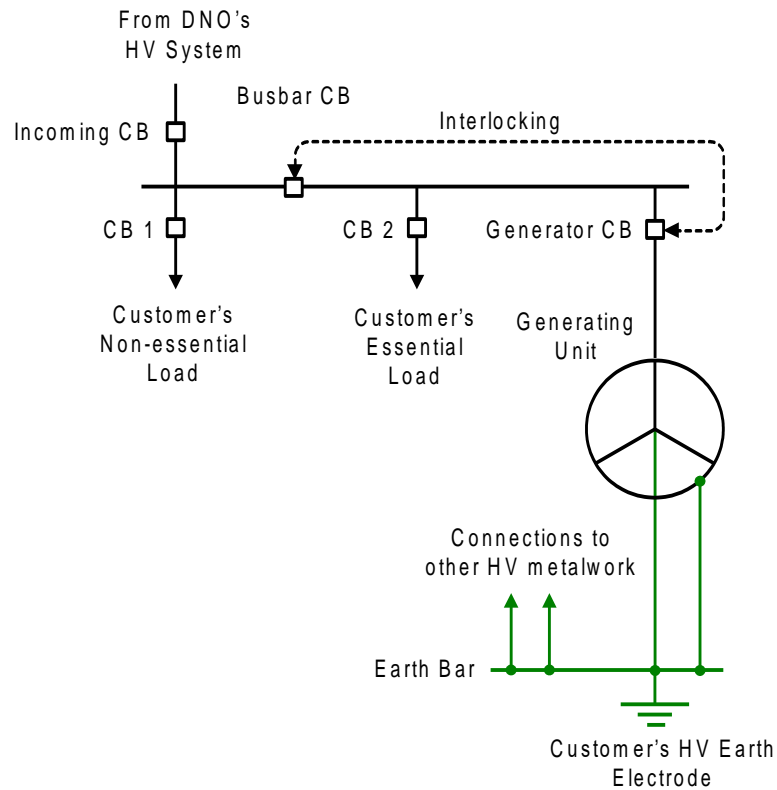 From DNO's
HV System
Busbar CB
Incoming CB
Interlocking
CB 1
CB 2
Generator CB
Customer's
Non-essential
Load
Customer's
Essential
Load
Generating
Unit
Connections to
other HV metalwork
Earth Bar
Customer's HV Earth
Electrode